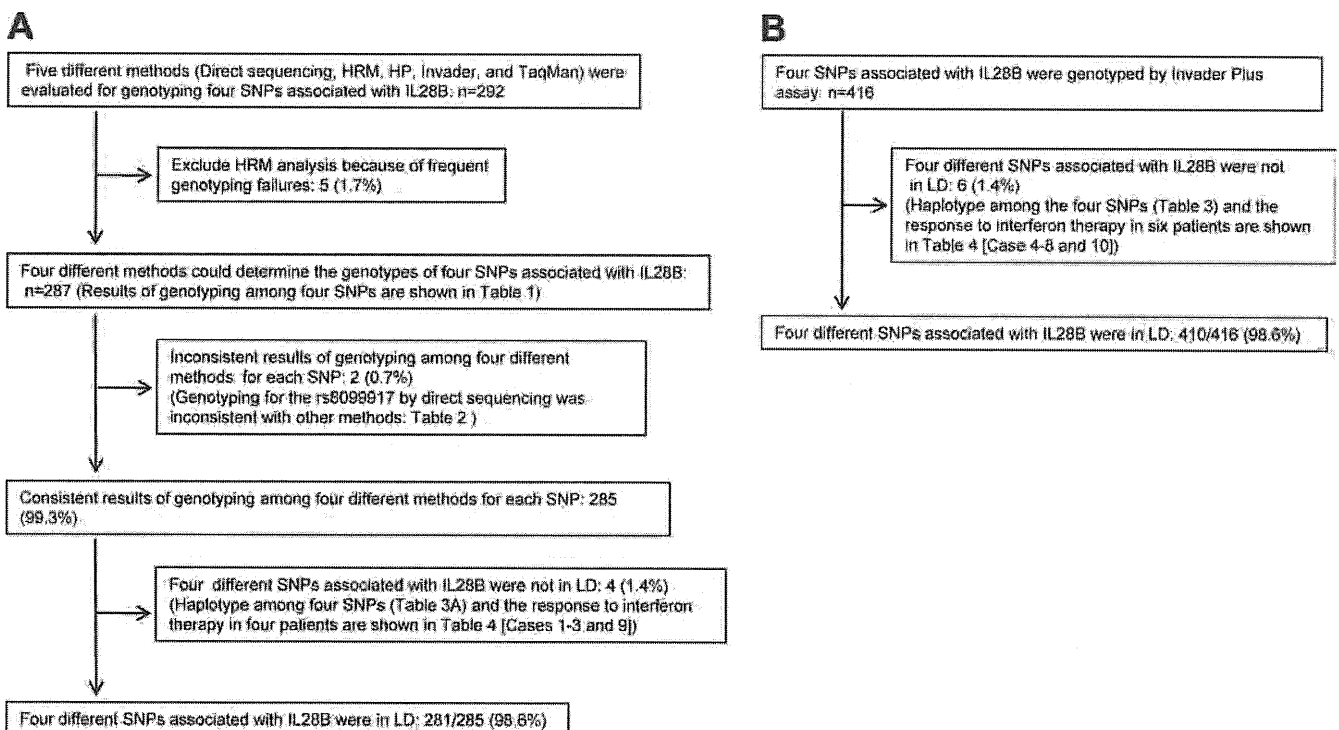 A
Five different methods (Direct sequencing, HRM, HP, Invader, and TaqMan) were
evaluated for genotyping four SNPs associated with IL28B: n=292
Exclude HRM analysis because of frequent
genotyping failures: 5 (1.7%)
Four different methods could determine the genotypes of four SNPs associated with IL28B:
n=287 (Results of genotyping among four SNPs are shown in Table 1)
Inconsistent results of genotyping among four different
methods for each SNP: 2 (0.7%)
(Genotyping for the rs8099917 by direct sequencing was
inconsistent with other methods: Table 2 )
Consistent results of genotyping among four different methods for each SNP: 285
(99.3%)
Four different SNPs associated with IL28B were not in LD: 4 (1.4%)
(Haplotype among four SNPs (Table 3A) and the response to interferon
therapy in four patients are shown in Table 4 [Cases 1-3 and 9])
Four different SNPs associated with IL28B were in LD: 281/285 (98.6%)
B
Four SNPs associated with IL28B were genotyped by Invader Plus
assay: n=416
Four different SNPs associated with IL28B were not
in LD: 6 (1.4%)
(Haplotype among the four SNPs (Table 3) and the
response to interferon therapy in six patients are shown
in Table 4 [Case 4-8 and 10])
Four different SNPs associated with IL28B were in LD: 410/416 (98.6%)